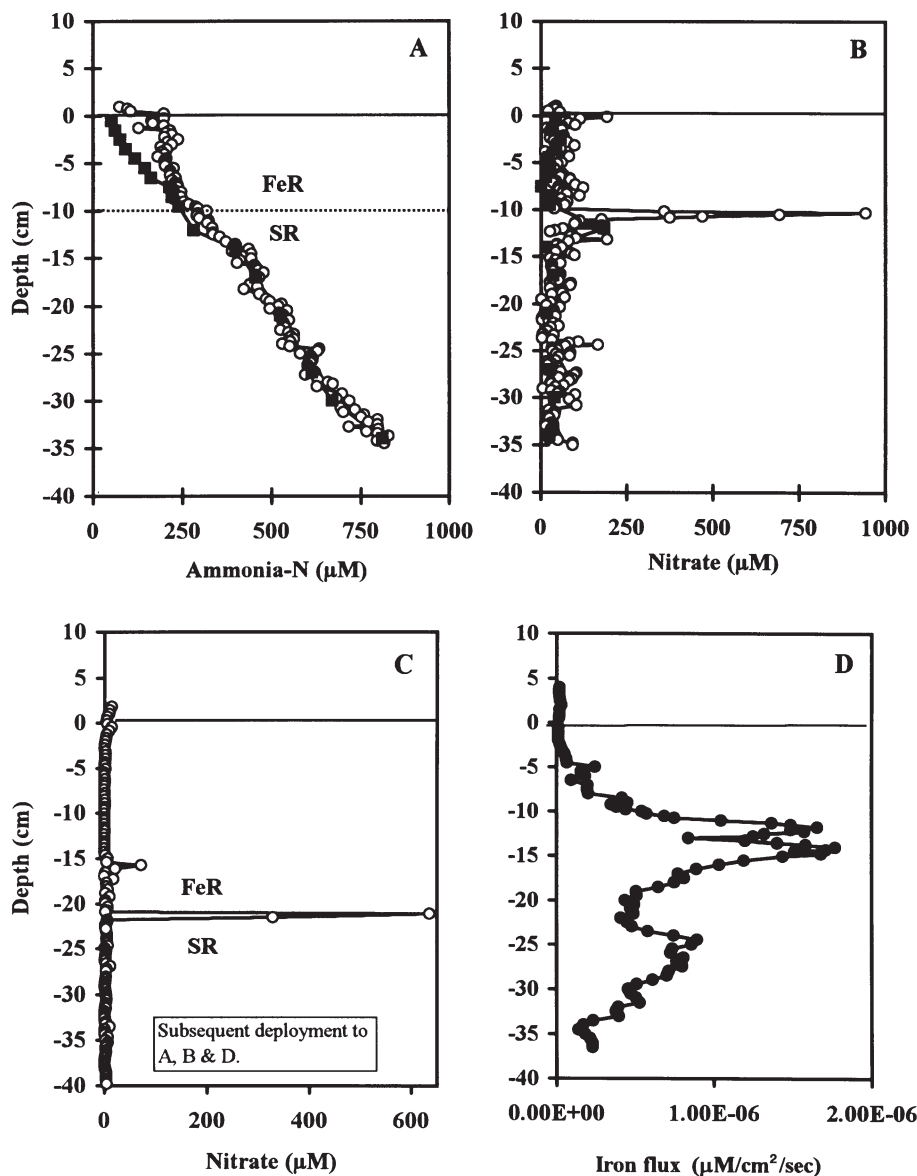 A
10
5
0
-5
-10
-15
-20
-25
-30
-35
-40
Depth (cm)
FeR
SR
0 250 500 750 1000
Ammonia-N (µM)
B
10
5
0
-5
-10
-15
-20
-25
-30
-35
-40
0 250 500 750 1000
Nitrate (µM)
C
10
5
0
-5
-10
-15
-20
-25
-30
-35
-40
Depth (cm)
FeR
SR
Subsequent deployment to
A, B & D.
0 200 400 600
Nitrate (µM)
D
10
5
0
-5
-10
-15
-20
-25
-30
-35
-40
0.00E+00 1.00E-06 2.00E-06
Iron flux (µM/cm²/sec)